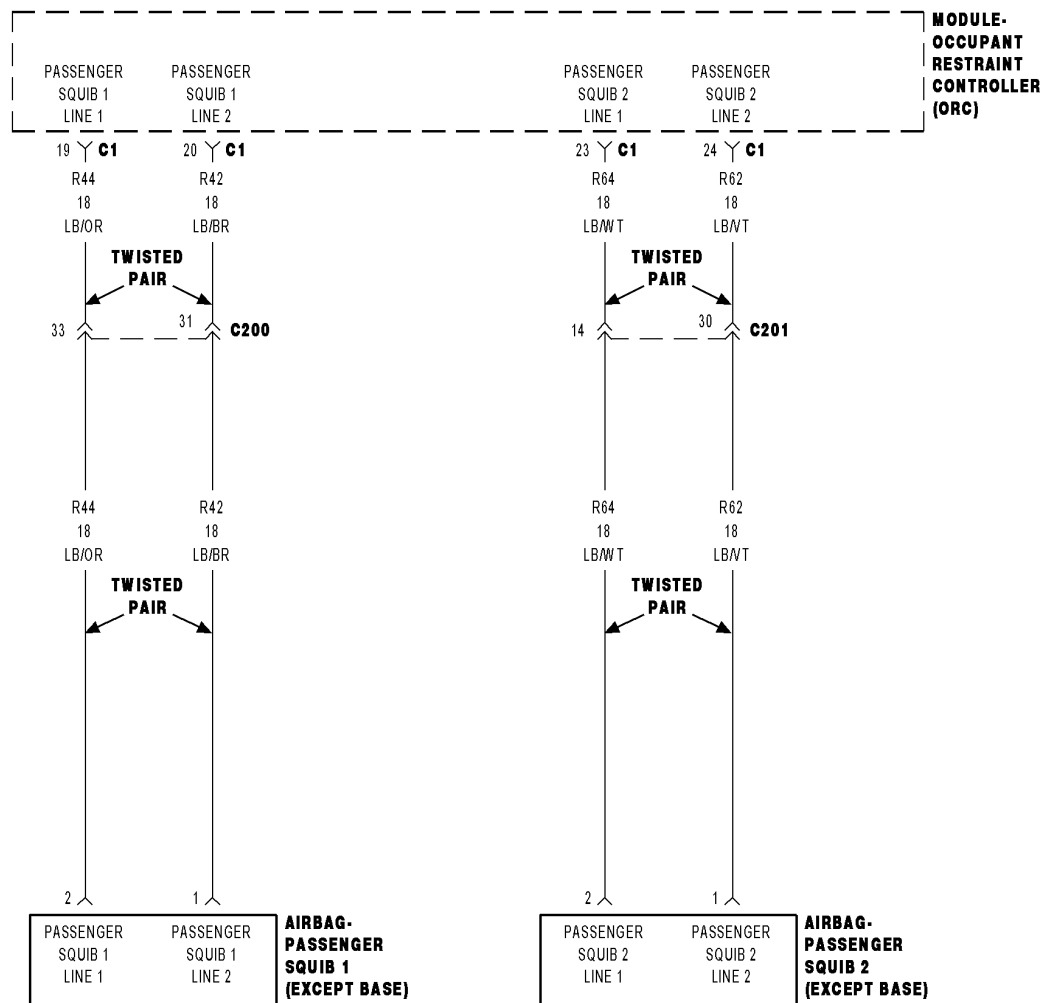 MODULE-
OCCUPANT
RESTRAINT
CONTROLLER
(ORC)
PASSENGER
SQUIB 1
LINE 1
PASSENGER
SQUIB 1
LINE 2
PASSENGER
SQUIB 2
LINE 1
PASSENGER
SQUIB 2
LINE 2
19 C1
20 C1
23 C1
24 C1
R44
18
LB/OR
R42
18
LB/BR
R64
18
LB/WT
R62
18
LB/VT
TWISTED
PAIR
TWISTED
PAIR
33
31
C200
14
30
C201
R44
18
LB/OR
R42
18
LB/BR
R64
18
LB/WT
R62
18
LB/VT
TWISTED
PAIR
TWISTED
PAIR
2
1
2
1
PASSENGER
SQUIB 1
LINE 1
PASSENGER
SQUIB 1
LINE 2
AIRBAG-
PASSENGER
SQUIB 1
(EXCEPT BASE)
PASSENGER
SQUIB 2
LINE 1
PASSENGER
SQUIB 2
LINE 2
AIRBAG-
PASSENGER
SQUIB 2
(EXCEPT BASE)